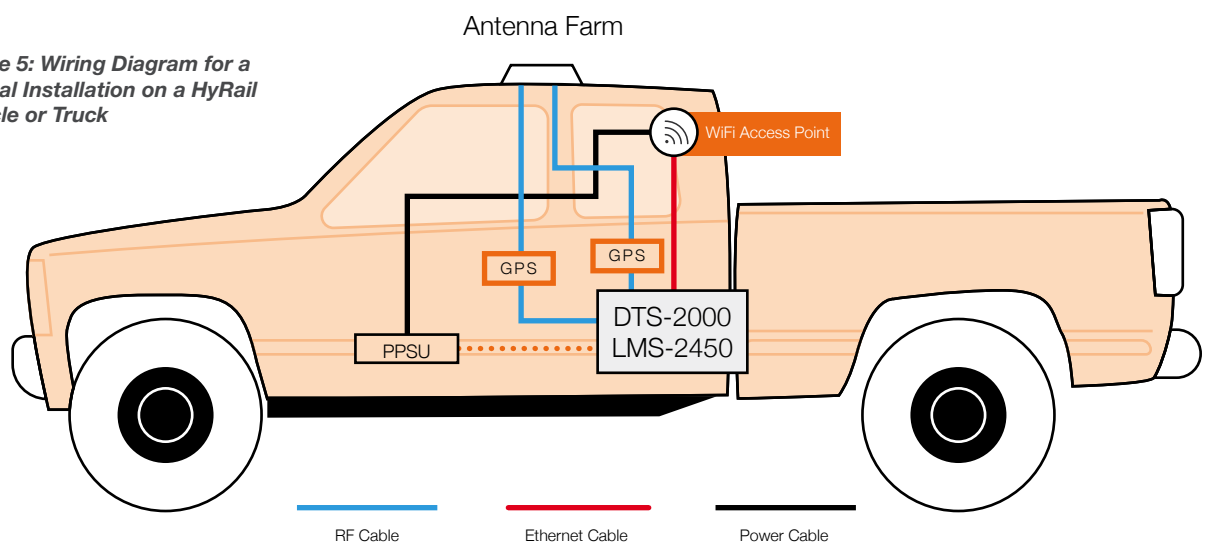 Antenna Farm
e 5: Wiring Diagram for a
al Installation on a HyRail
le or Truck
WiFi Access Point
GPS
GPS
DTS-2000
LMS-2450
PPSU
RF Cable
Ethernet Cable
Power Cable